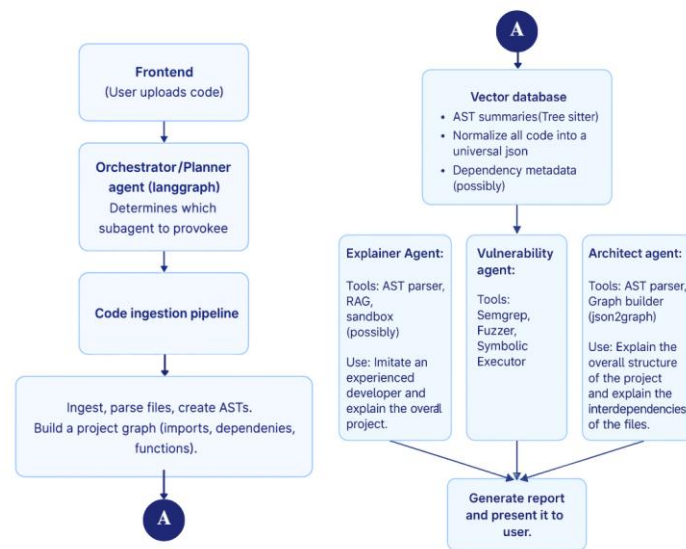 Frontend
(User uploads code)
Orchestrator/Planner
agent (langgraph)
Determines which
subagent to provokee
Code ingestion pipeline
Ingest, parse files, create ASTs.
Build a project graph (imports, dependenies,
functions).
A
A
Vector database
• AST summaries(Tree sitter)
• Normalize all code into a
universal json
• Dependency metadata
(possibly)
Explainer Agent:
Tools: AST parser,
RAG,
sandbox
(possibly)
Use: Imitate an
experienced
developer and
explain the overall
project.
Vulnerability
agent:
Tools:
Semgrep,
Fuzzer,
Symbolic
Executor
Architect agent:
Tools: AST parser,
Graph builder
(json2graph)
Use: Explain the
overall structure
of the project
and explain the
interdependencies
of the files.
Generate report
and present it to
user.